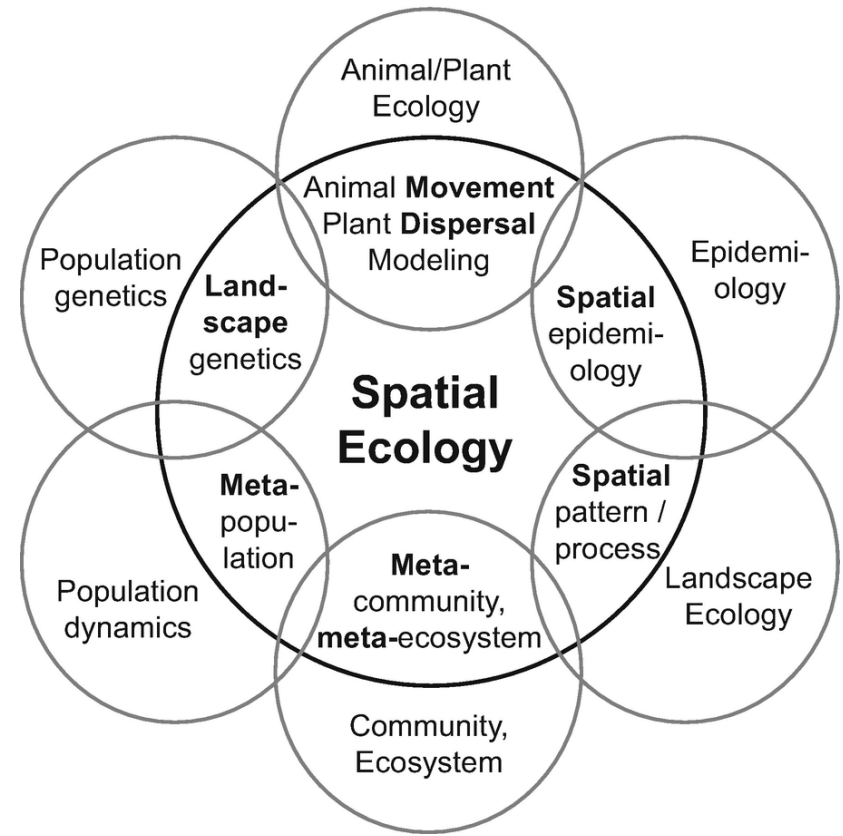 Animal/Plant
Ecology
Animal Movement
Plant Dispersal
Modeling
Population
genetics
Land-
scape
genetics
Epidemi-
ology
Spatial
epidemi-
ology
Spatial
Ecology
Meta-
popu-
lation
Spatial
pattern /
process
Population
dynamics
Meta-
community,
meta-ecosystem
Landscape
Ecology
Community,
Ecosystem